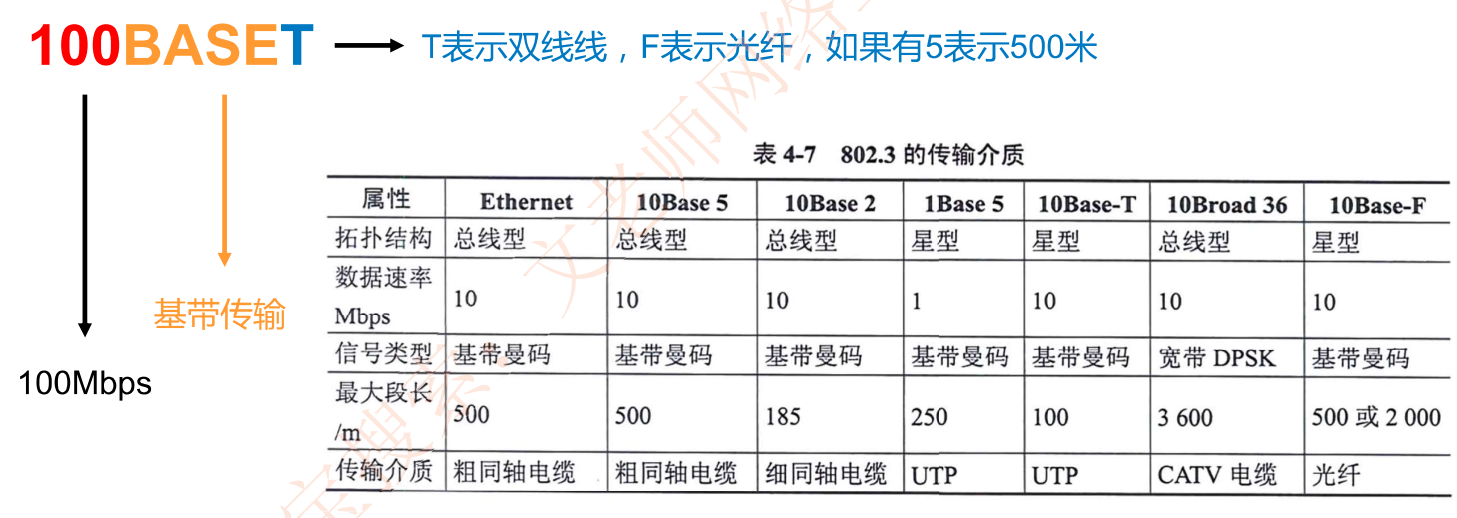 100BASET
T表示双线线，F表示光纤，如果有5表示500米
基带传输
100Mbps
表 4-7 802.3 的传输介质
属性 Ethernet 10Base 5 10Base 2 1Base 5 10Base-T 10Broad 36 10Base-F
拓扑结构 总线型 总线型 总线型 星型 星型 总线型 星型
数据速率 Mbps 10 10 10 1 10 10 10
信号类型 基带曼码 基带曼码 基带曼码 基带曼码 基带曼码 宽带 DPSK 基带曼码
最大段长 /m 500 500 185 250 100 3 600 500 或 2 000
传输介质 粗同轴电缆 粗同轴电缆 细同轴电缆 UTP UTP CATV 电缆 光纤
宝搜索：文老师网络